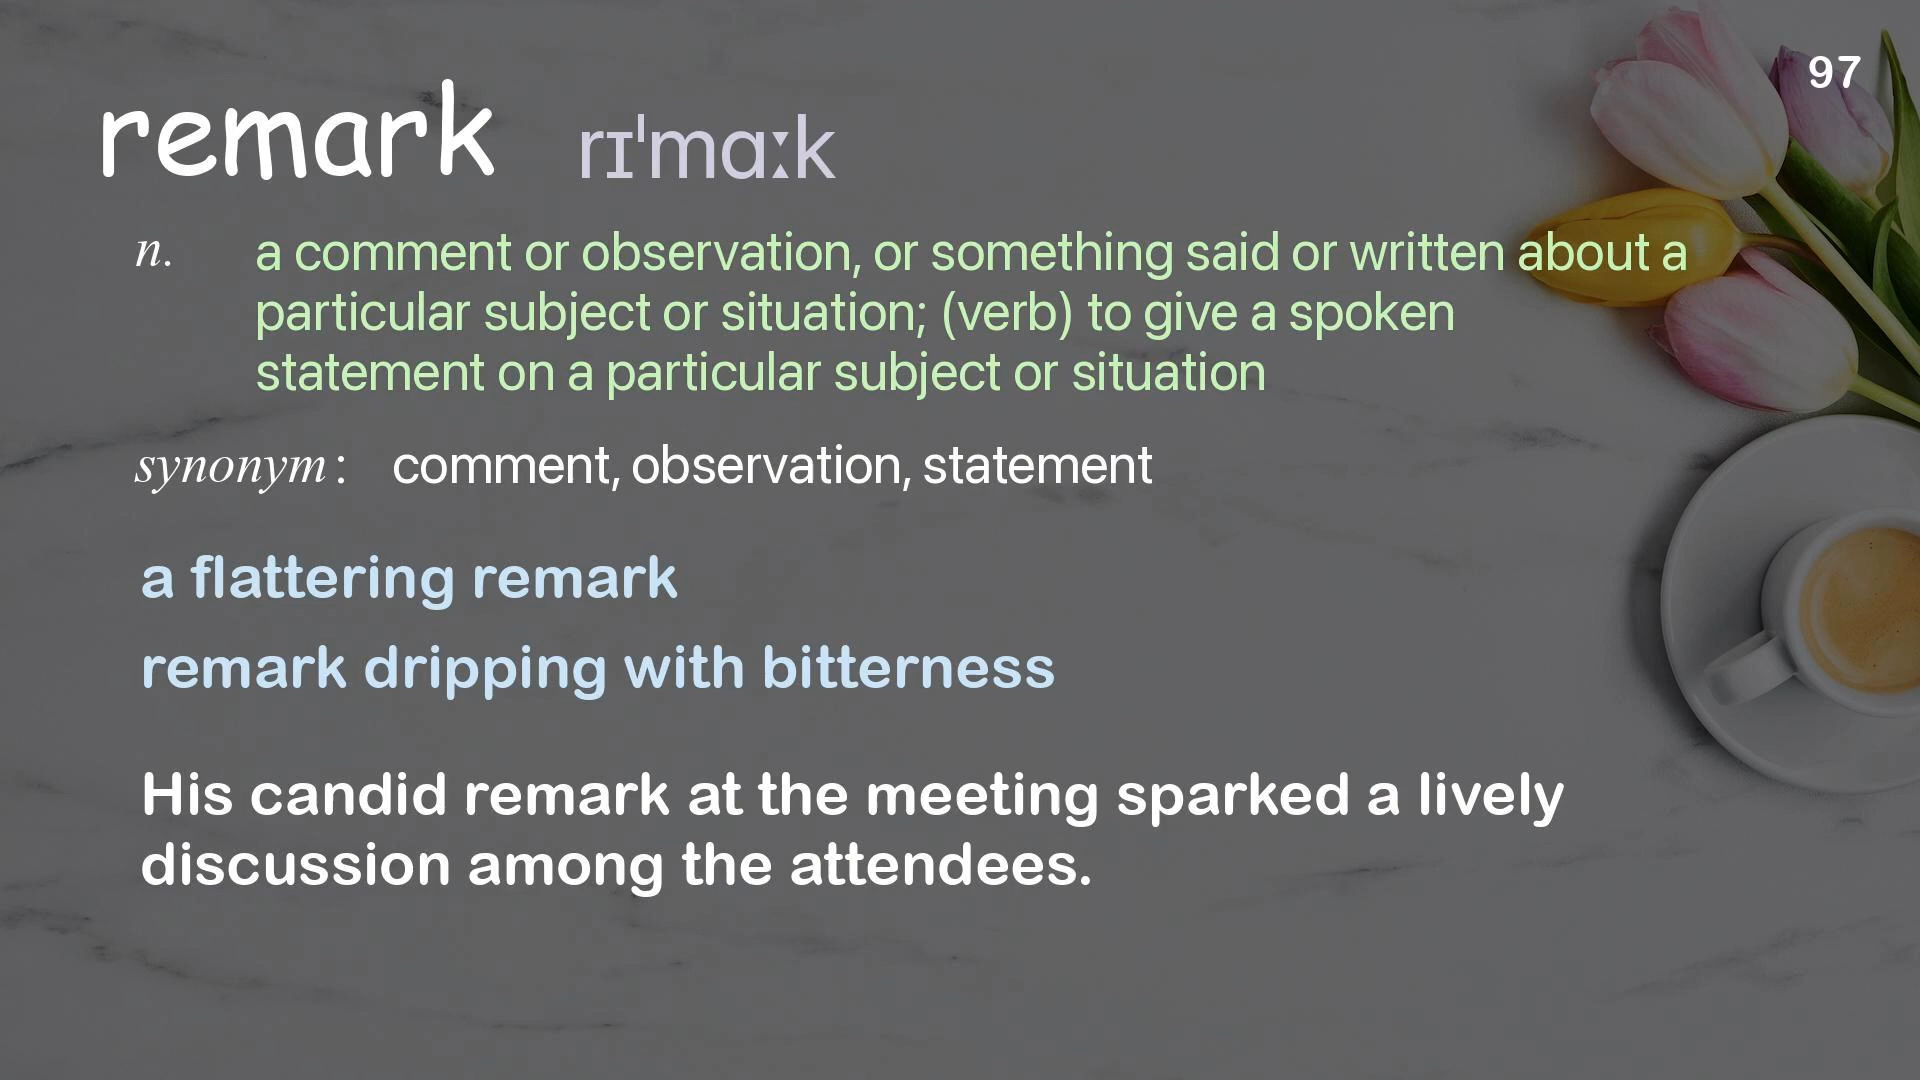 97
remark rɪˈmɑːk
n. a comment or observation, or something said or written about a
particular subject or situation; (verb) to give a spoken
statement on a particular subject or situation
synonym : comment, observation, statement
a flattering remark
remark dripping with bitterness
His candid remark at the meeting sparked a lively
discussion among the attendees.